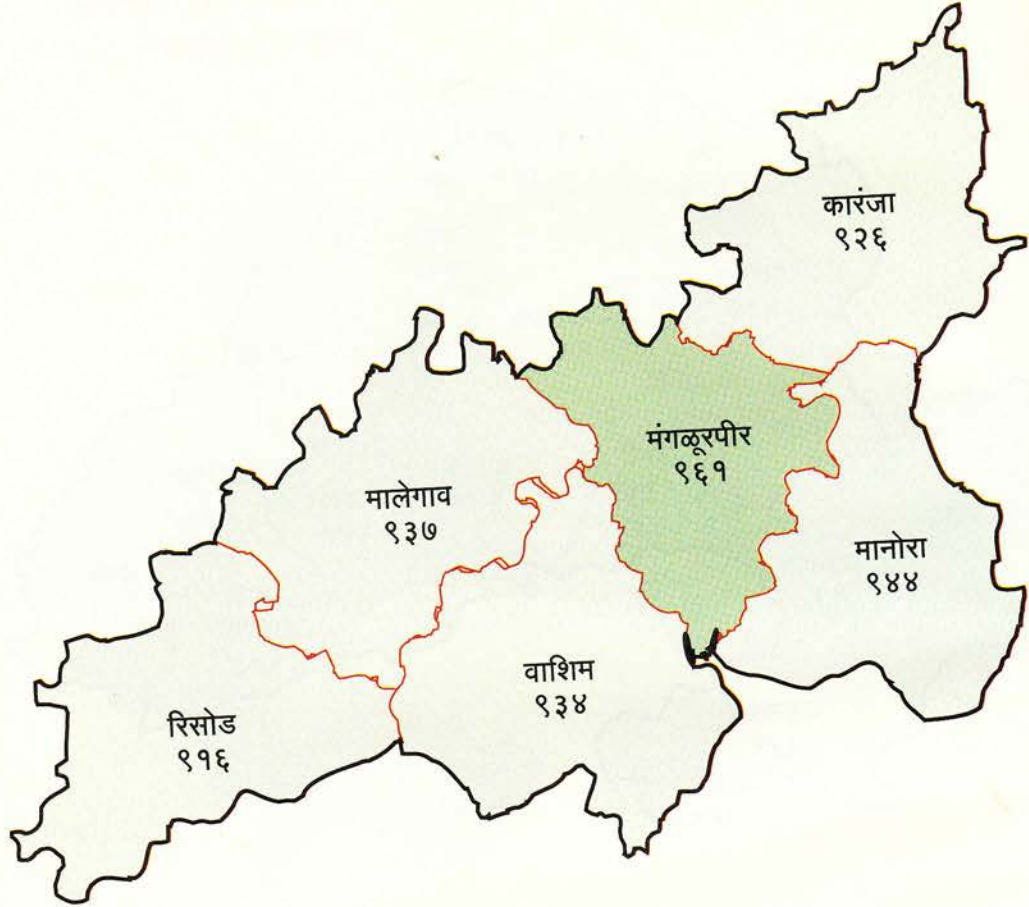 कारंजा
९२६
मंगळूरपीर
९६१
मालेगाव
९३७
मानोरा
९४४
वाशिम
९३४
रिसोड
९१६